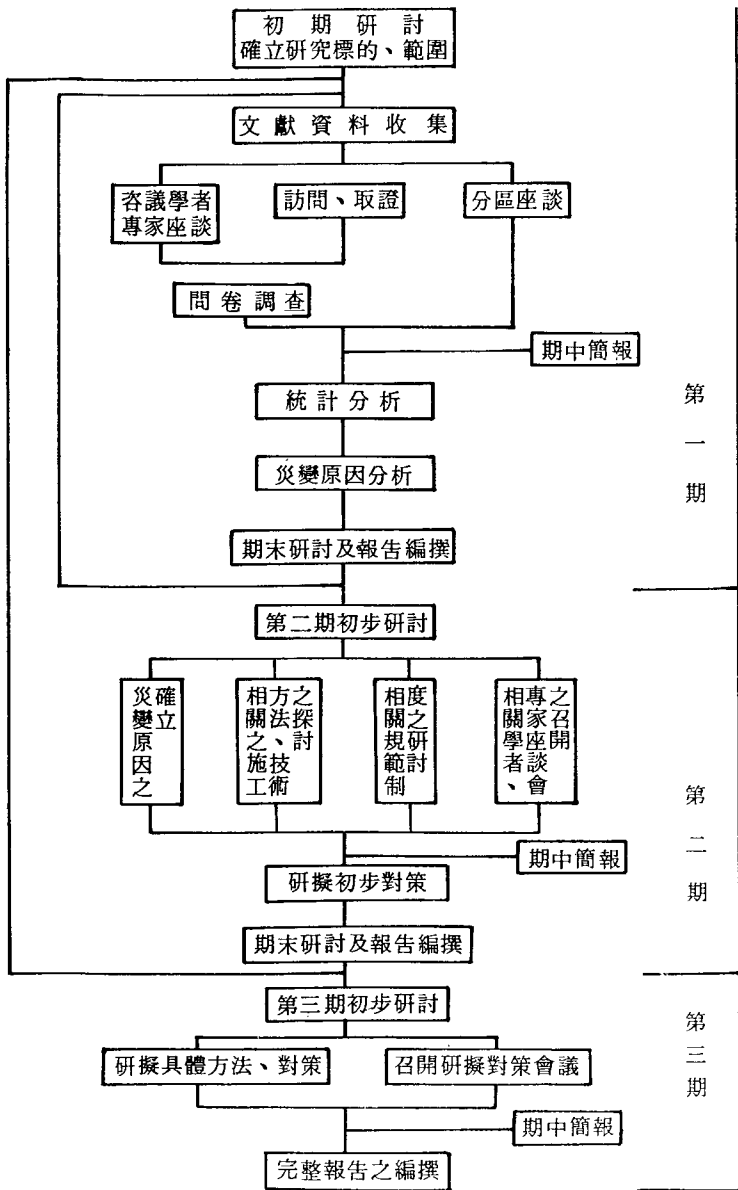 初期研討
確立研究標的、範圍
文獻資料收集
咨議學者
專家座談
訪問、取證
分區座談
問卷調查
期中簡報
統計分析
災變原因分析
期末研討及報告編撰
第一期
第二期初步研討
災變原因之
確立
相關之施工
方法、技術
之探討
相關規範制
度之研討
相關學者、
專家座談會
之召開
期中簡報
研擬初步對策
期末研討及報告編撰
第二期
第三期初步研討
研擬具體方法、對策
召開研擬對策會議
期中簡報
完整報告之編撰
第三期